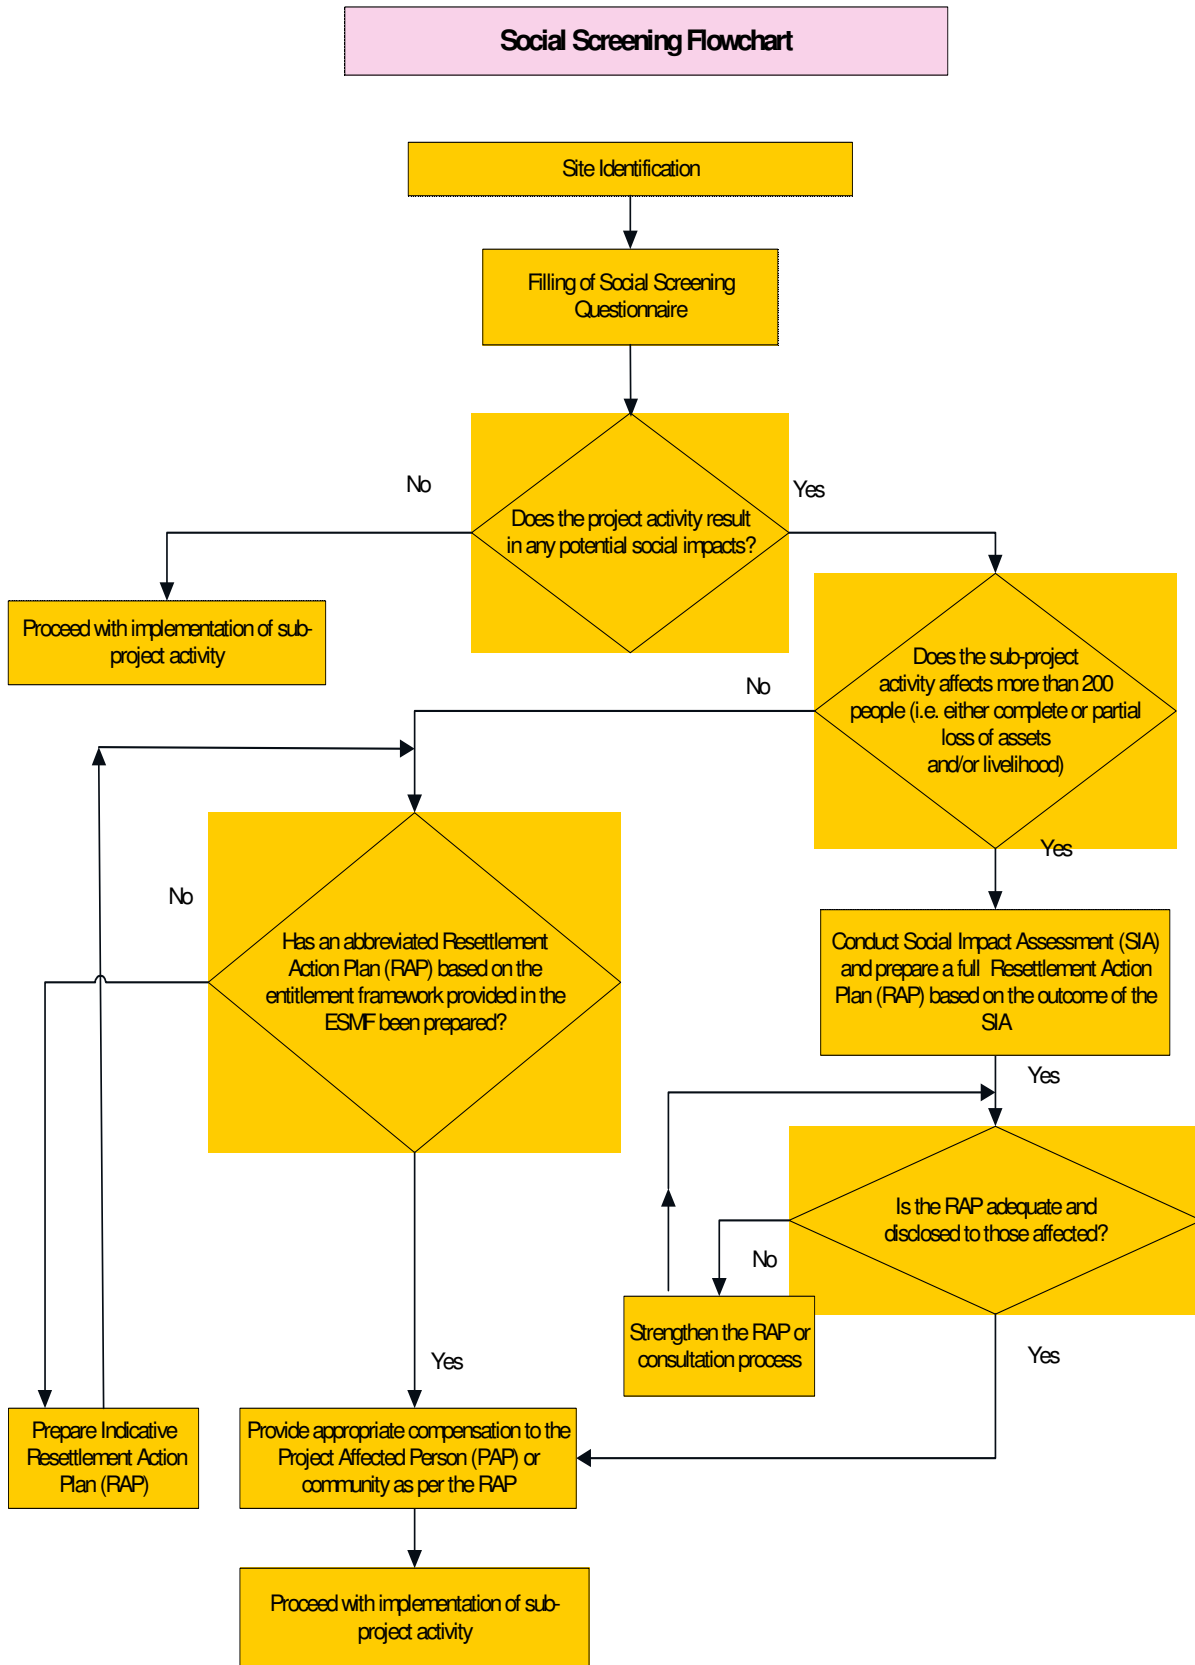 Social Screening Flowchart
Site Identification
Filling of Social Screening
Questionnaire
No
Yes
Does the project activity result
in any potential social impacts?
Proceed with implementation of sub-
project activity
Does the sub-project
activity affects more than 200
people (i.e. either complete or partial
loss of assets
and/or livelihood)
No
Yes
No
Has an abbreviated Resettlement
Action Plan (RAP) based on the
entitlement framework provided in the
ESMF been prepared?
Conduct Social Impact Assessment (SIA)
and prepare a full Resettlement Action
Plan (RAP) based on the outcome of the
SIA
Yes
Is the RAP adequate and
disclosed to those affected?
No
Strengthen the RAP or
consultation process
Yes
Yes
Prepare Indicative
Resettlement Action
Plan (RAP)
Provide appropriate compensation to the
Project Affected Person (PAP) or
community as per the RAP
Proceed with implementation of sub-
project activity